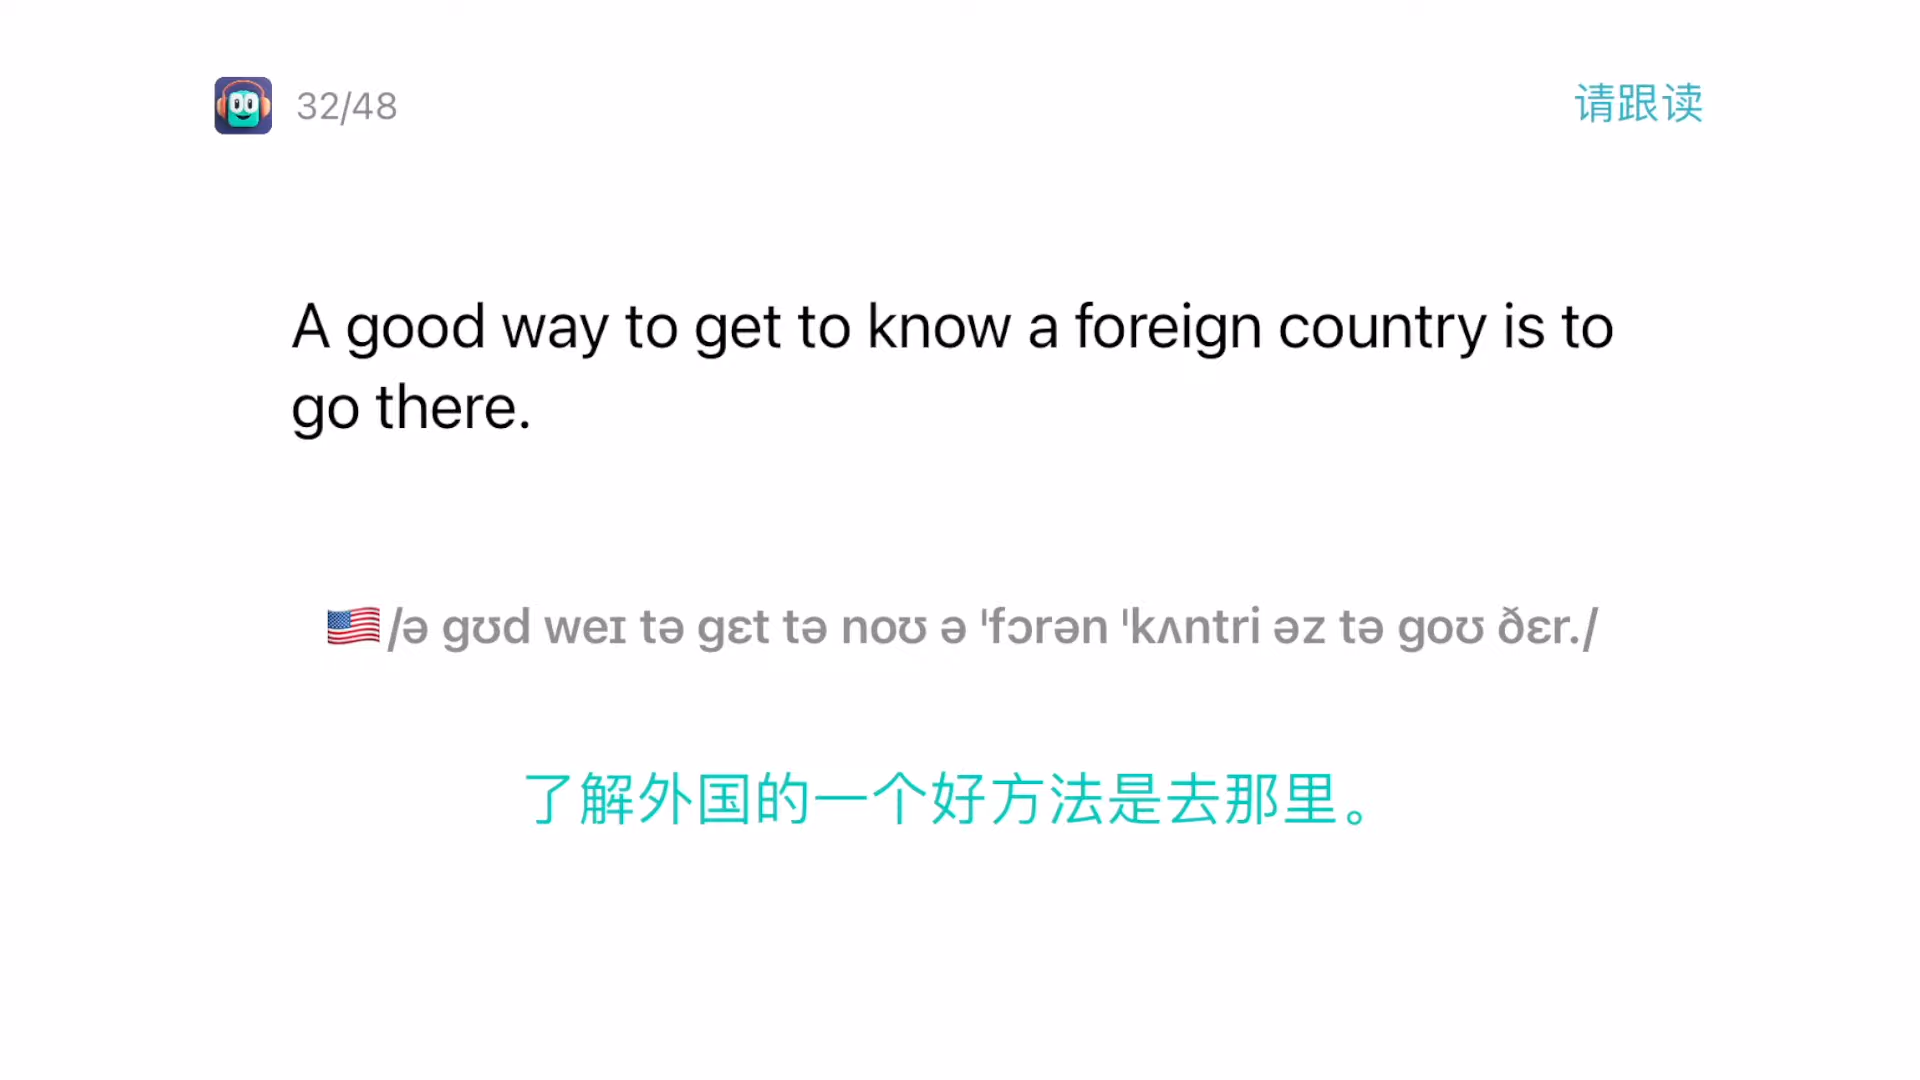 32/48
请跟读
A good way to get to know a foreign country is to
go there.
/ə gʊd weɪ tə gɛt tə noʊ ə ˈfɔrən ˈkʌntri əz tə goʊ ðɛr./
了解外国的一个好方法是去那里。